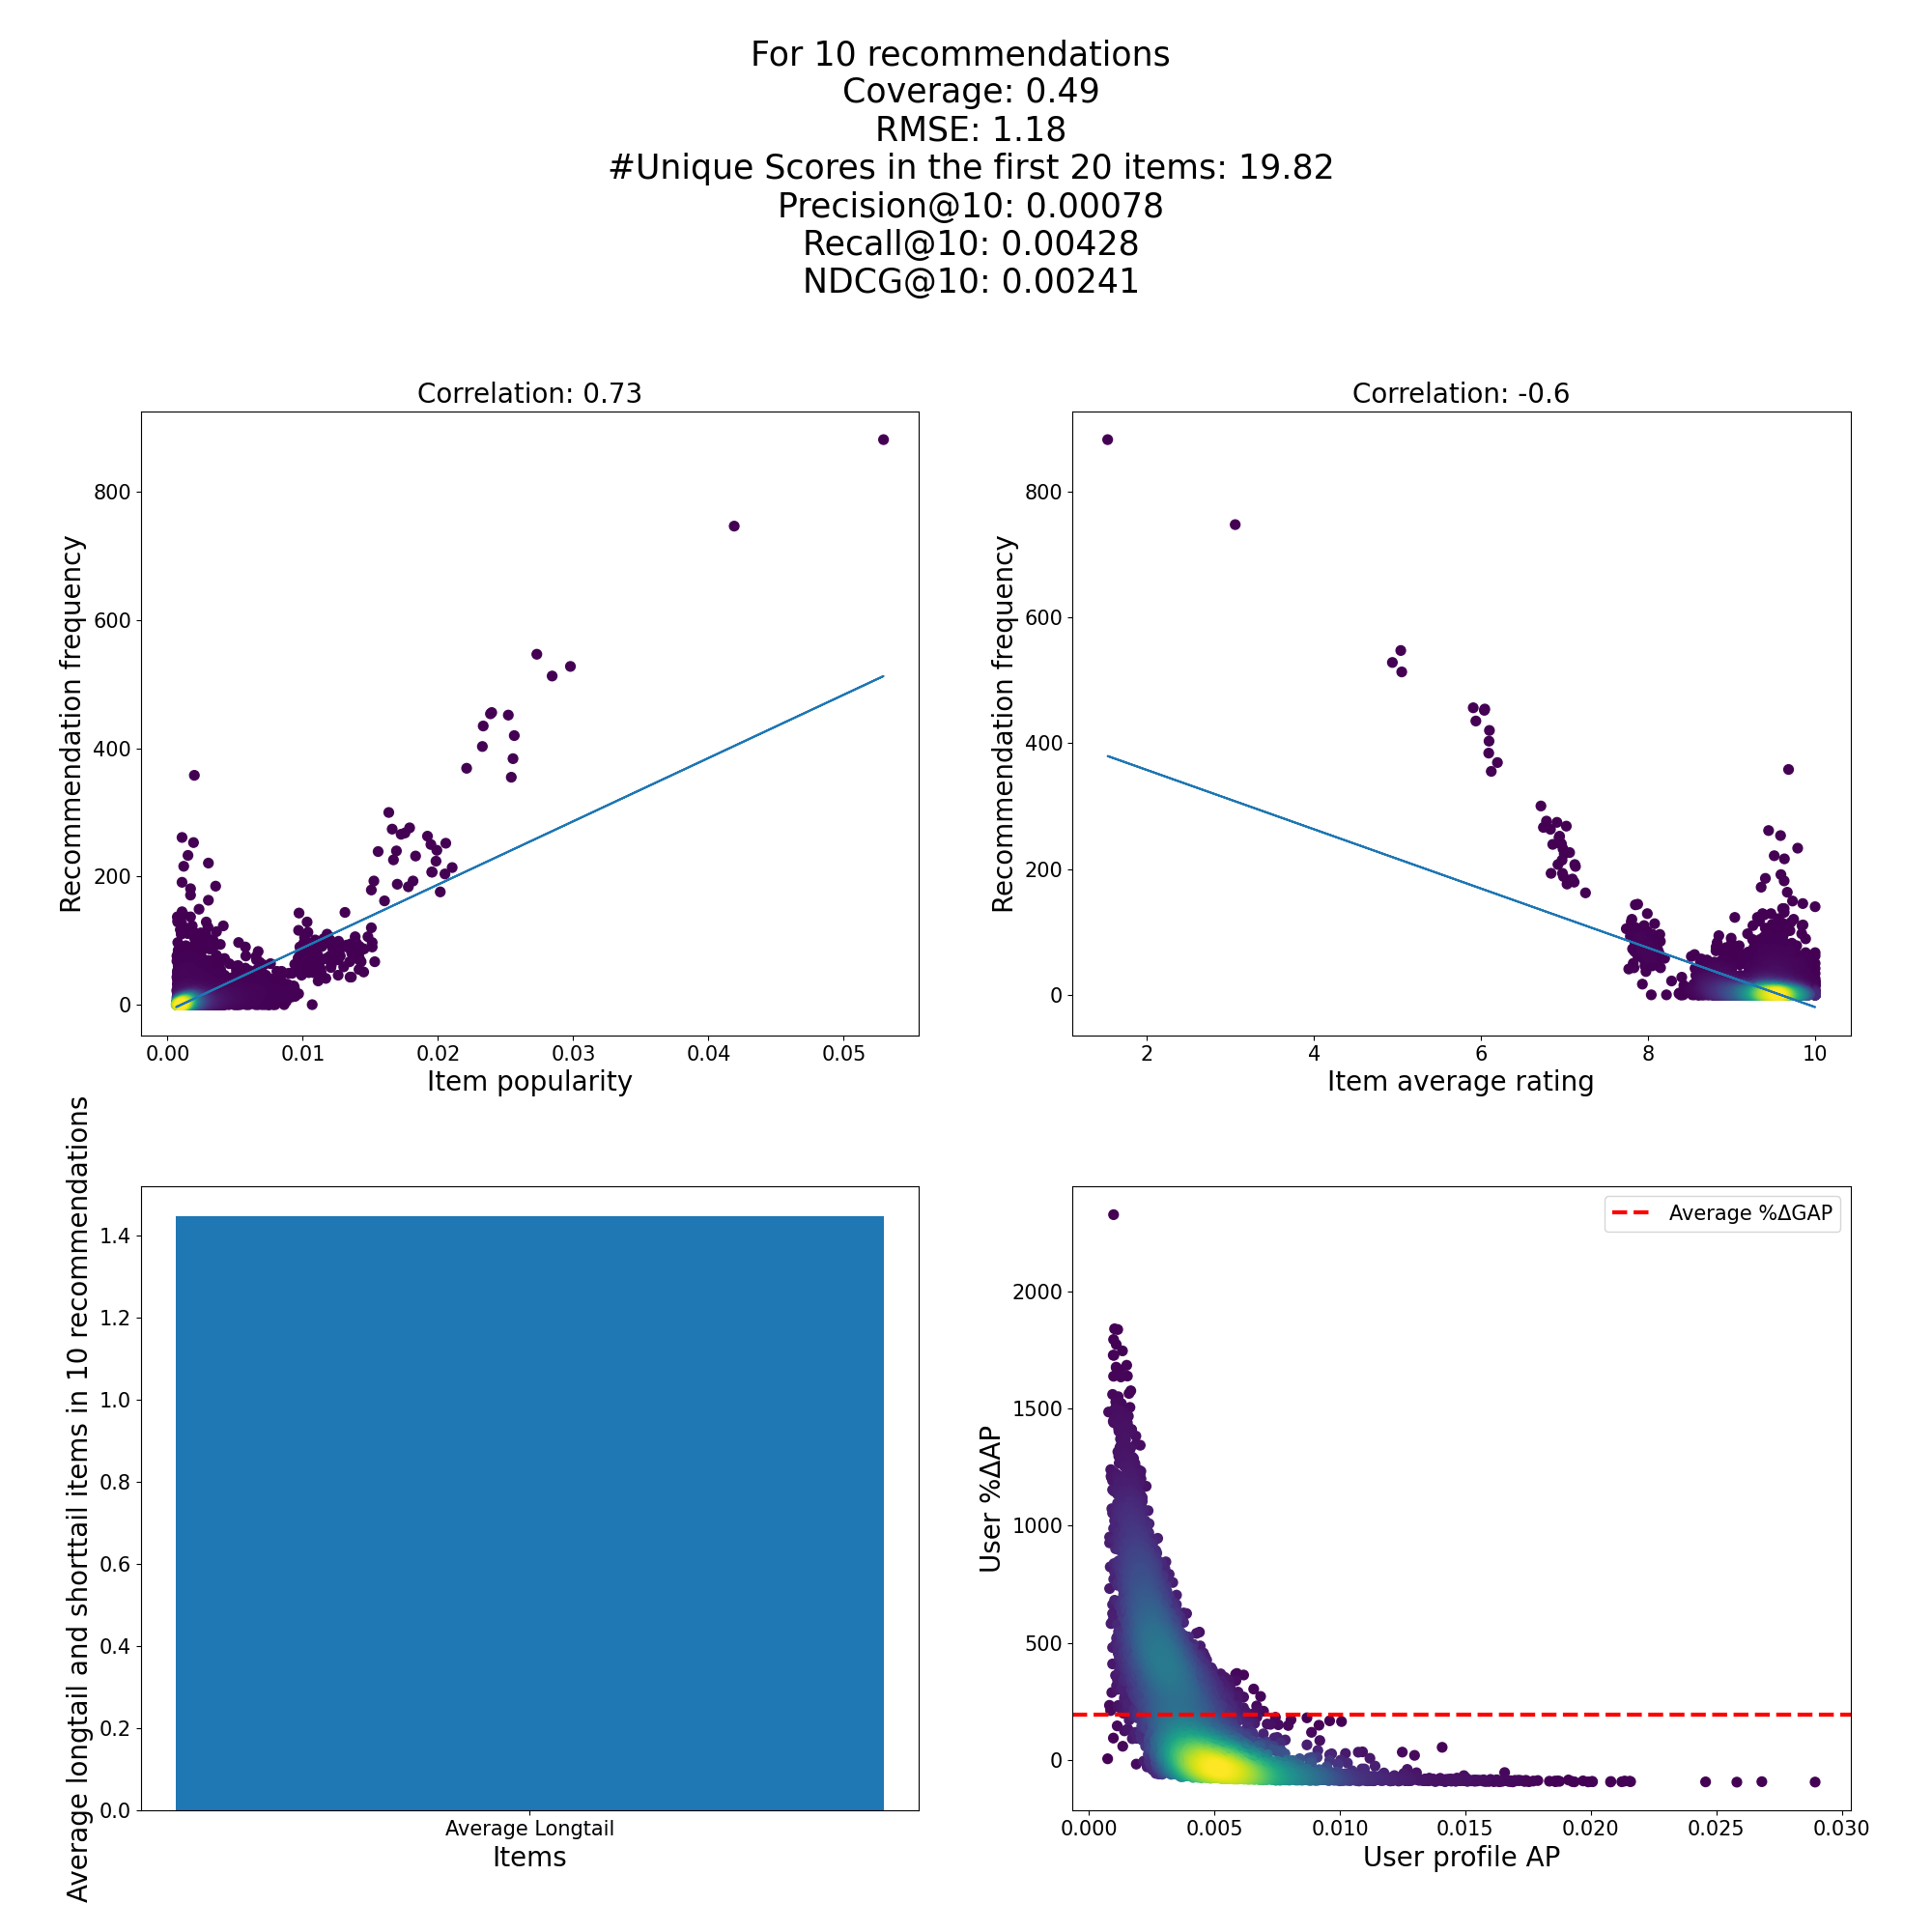 For 10 recommendations
Coverage: 0.49
RMSE: 1.18
#Unique Scores in the first 20 items: 19.82
Precision@10: 0.00078
Recall@10: 0.00428
NDCG@10: 0.00241
Correlation: 0.73
Recommendation frequency
800
600
400
200
0
0.00 0.01 0.02 0.03 0.04 0.05
Item popularity
Correlation: -0.6
Recommendation frequency
800
600
400
200
0
2 4 6 8 10
Item average rating
Average longtail and shorttail items in 10 recommendations
1.4
1.2
1.0
0.8
0.6
0.4
0.2
0.0
Average Longtail
Items
Average %ΔGAP
User %ΔAP
2000
1500
1000
500
0
0.000 0.005 0.010 0.015 0.020 0.025 0.030
User profile AP